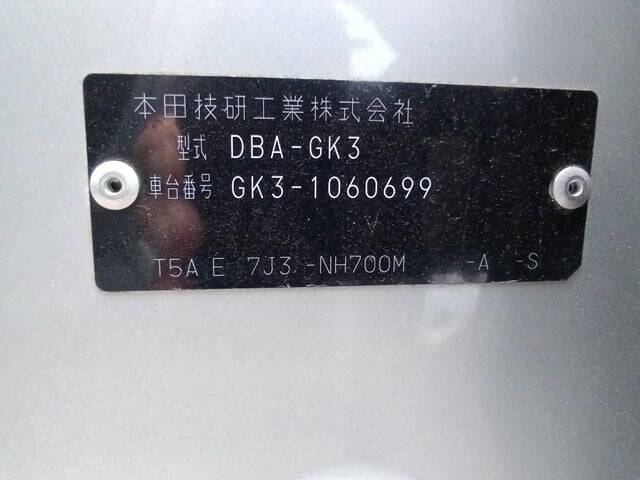 本田技研工業株式会社
型式 DBA-GK3
車台番号 GK3-1060699
T5A E 7J3 -NH700M -A -S